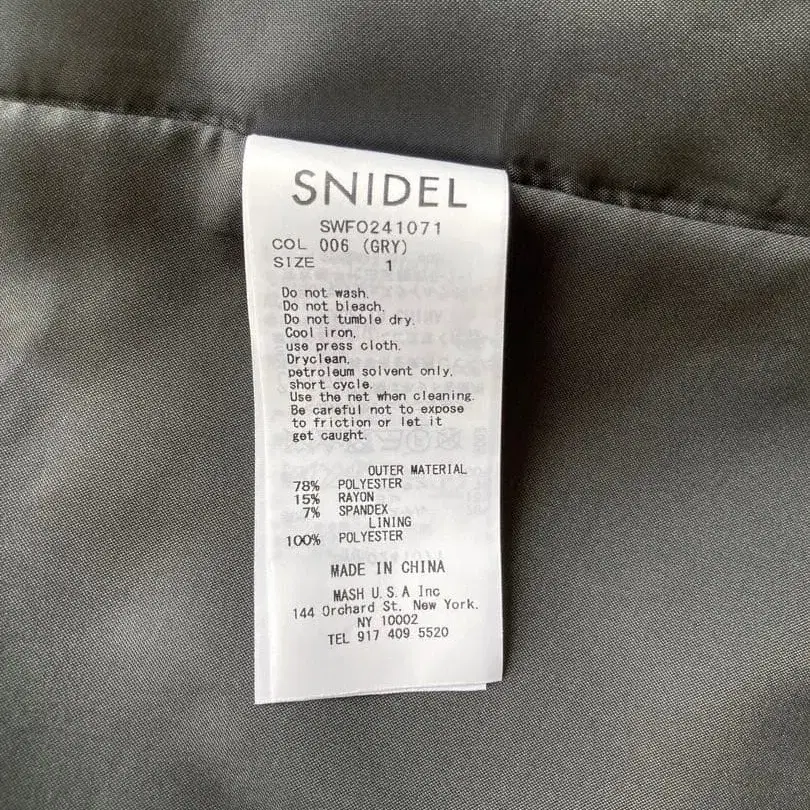 SNIDEL
SWFO241071
COL 006 (GRY)
SIZE 1
Do not wash.
Do not bleach.
Do not tumble dry.
Cool iron,
use press cloth.
Dryclean,
petroleum solvent only,
short cycle.
Use the net when cleaning.
Be careful not to expose
to friction or let it
get caught.
OUTER MATERIAL
78% POLYESTER
15% RAYON
7% SPANDEX
LINING
100% POLYESTER
MADE IN CHINA
MASH U.S.A Inc
144 Orchard St. New York.
NY 10002
TEL 917 409 5520